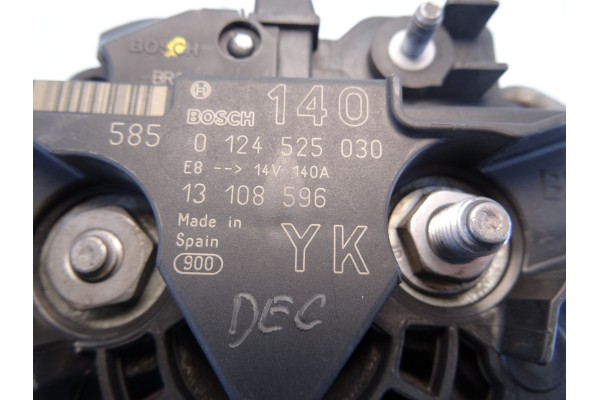 BOSCH
BR
BOSCH 140
585 0 124 525 030
E8 --> 14V 140A
13 108 596
Made in
Spain
YK
900
DEC